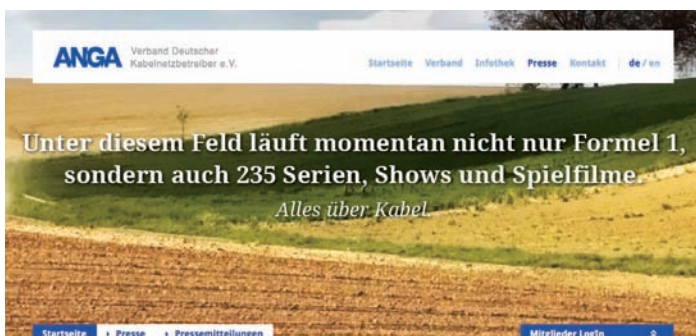 ANGA
Verband Deutscher
Kabelnetzbetreiber e.V.
Startseite Verband Infothek Presse Kontakt | de / en
Unter diesem Feld läuft momentan nicht nur Formel 1,
sondern auch 235 Serien, Shows und Spielfilme.
Alles über Kabel.
Startseite Presse Pressemitteilungen
Mitglieder LogIn